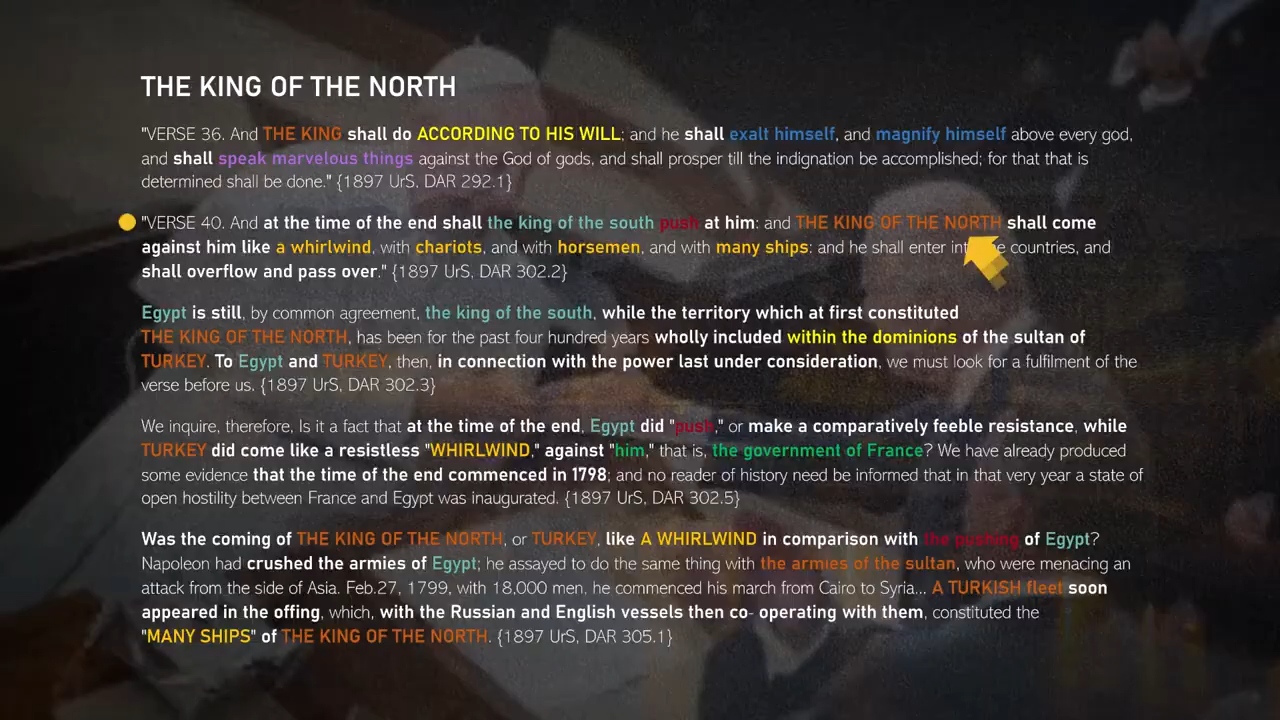 THE KING OF THE NORTH
"VERSE 36. And THE KING shall do ACCORDING TO HIS WILL; and he shall exalt himself, and magnify himself above every god,
and shall speak marvelous things against the God of gods, and shall prosper till the indignation be accomplished; for that that is
determined shall be done." {1897 UrS, DAR 292.1}
"VERSE 40. And at the time of the end shall the king of the south push at him: and THE KING OF THE NORTH shall come
against him like a whirlwind, with chariots, and with horsemen, and with many ships: and he shall enter countries, and
shall overflow and pass over." {1897 UrS, DAR 302.2}
Egypt is still, by common agreement, the king of the south, while the territory which at first constituted
THE KING OF THE NORTH, has been for the past four hundred years wholly included within the dominions of the sultan of
TURKEY. To Egypt and TURKEY, then, in connection with the power last under consideration, we must look for a fulfilment of the
verse before us. {1897 UrS, DAR 302.3}
We inquire, therefore, Is it a fact that at the time of the end, Egypt did "push," or make a comparatively feeble resistance, while
TURKEY did come like a resistless "WHIRLWIND," against "him," that is, the government of France? We have already produced
some evidence that the time of the end commenced in 1798; and no reader of history need be informed that in that very year a state of
open hostility between France and Egypt was inaugurated. {1897 UrS, DAR 302.5}
Was the coming of THE KING OF THE NORTH, or TURKEY, like A WHIRLWIND in comparison with the pushing of Egypt?
Napoleon had crushed the armies of Egypt; he assayed to do the same thing with the armies of the sultan, who were menacing an
attack from the side of Asia. Feb.27, 1799, with 18,000 men, he commenced his march from Cairo to Syria... A TURKISH fleet soon
appeared in the offing, which, with the Russian and English vessels then co- operating with them, constituted the
"MANY SHIPS" of THE KING OF THE NORTH. {1897 UrS, DAR 305.1}